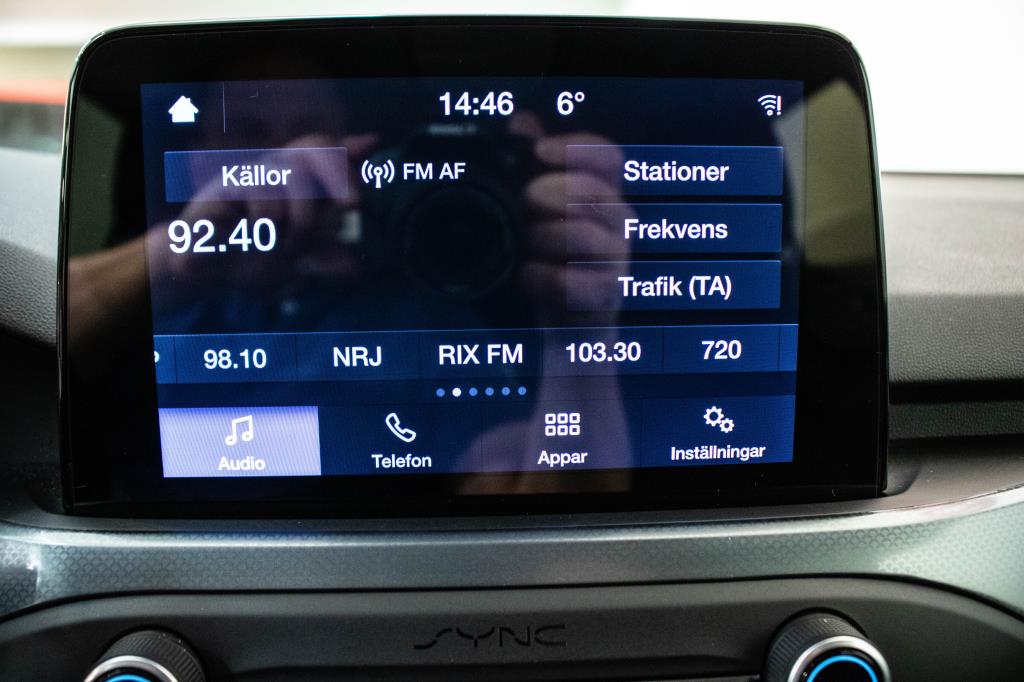 14:46 6°
Källor FM AF Stationer
92.40 Frekvens
Trafik (TA)
98.10 NRJ RIX FM 103.30 720
Audio Telefon Appar Inställningar
SYNC